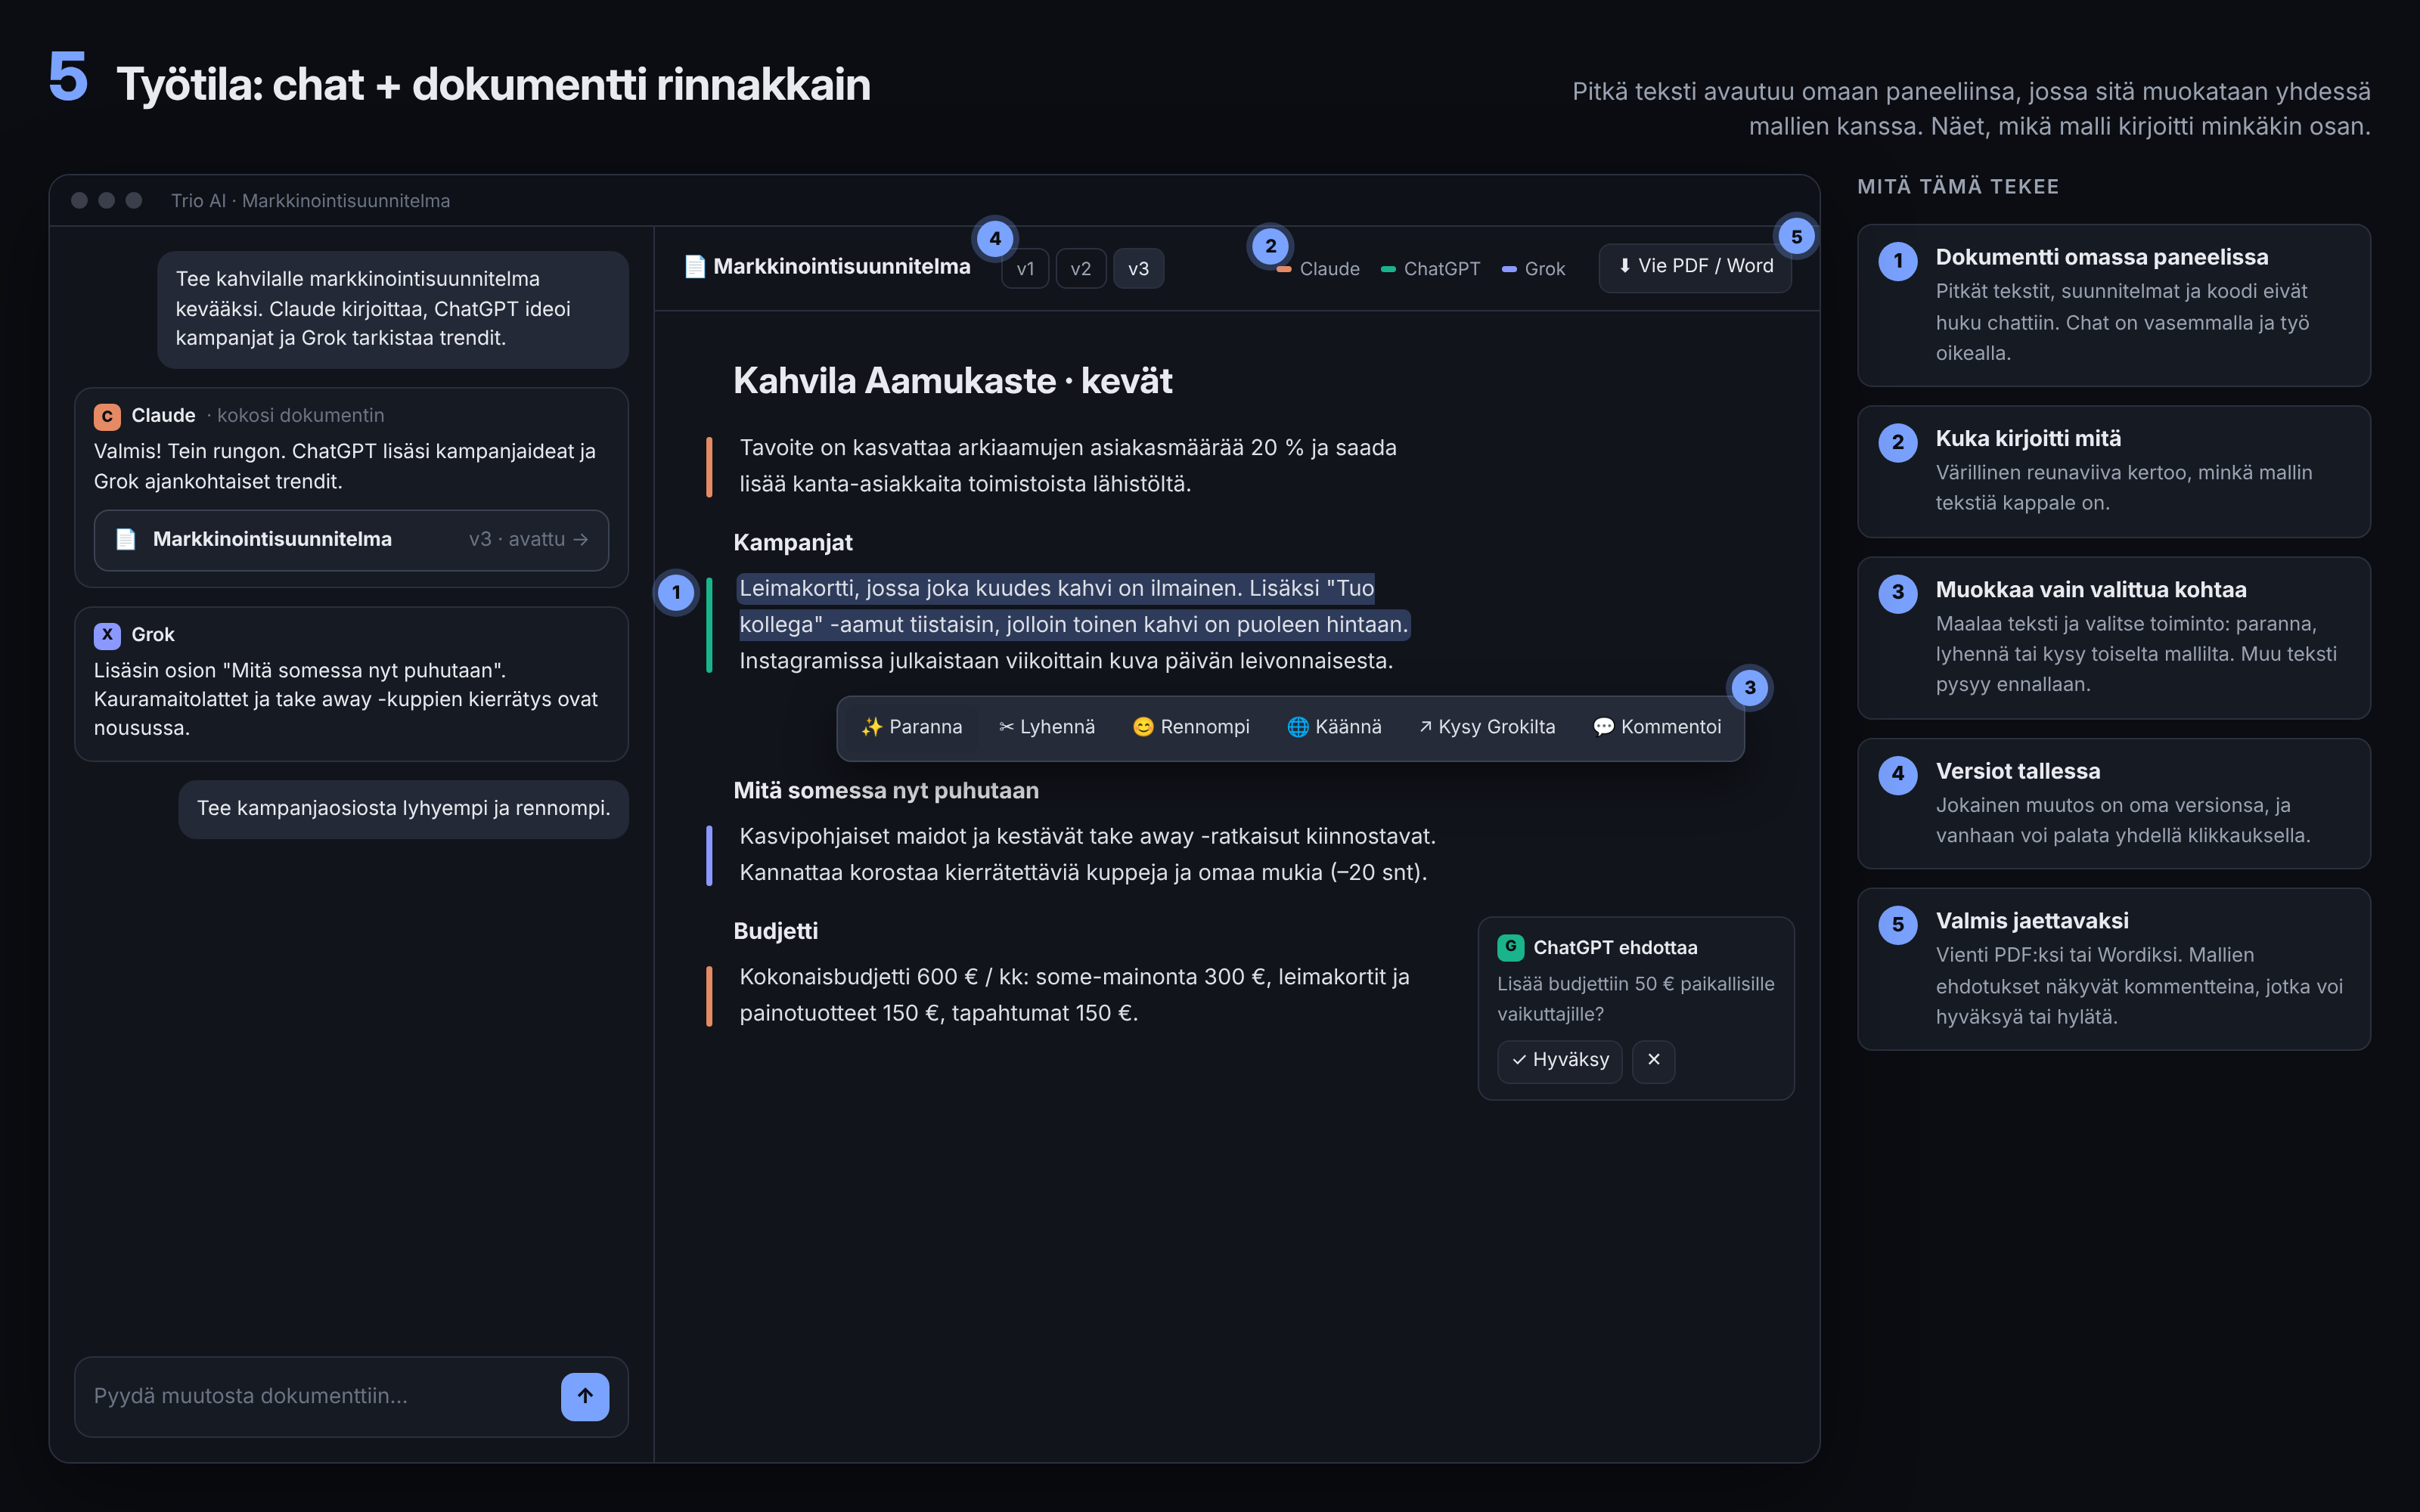 5 Työtila: chat + dokumentti rinnakkain
Pitkä teksti avautuu omaan paneeliinsa, jossa sitä muokataan yhdessä
mallien kanssa. Näet, mikä malli kirjoitti minkäkin osan.
Trio AI · Markkinointisuunnitelma
Tee kahvilalle markkinointisuunnitelma
kevääksi. Claude kirjoittaa, ChatGPT ideoi
kampanjat ja Grok tarkistaa trendit.
C Claude · kokosi dokumentin
Valmis! Tein rungon. ChatGPT lisäsi kampanjaideat ja
Grok ajankohtaiset trendit.
📄 Markkinointisuunnitelma v3 · avattu →
X Grok
Lisäsin osion "Mitä somessa nyt puhutaan".
Kauramaitolattet ja take away -kuppien kierrätys ovat
nousussa.
Tee kampanjaosiosta lyhyempi ja rennompi.
Pyydä muutosta dokumenttiin...
↑
📄 Markkinointisuunnitelma
4
v1 v2 v3
2
Claude ChatGPT Grok
5
⬇ Vie PDF / Word
Kahvila Aamukaste · kevät
Tavoite on kasvattaa arkiaamujen asiakasmäärää 20 % ja saada
lisää kanta-asiakkaita toimistoista lähistöltä.
Kampanjat
1
Leimakortti, jossa joka kuudes kahvi on ilmainen. Lisäksi "Tuo
kollega" -aamut tiistaisin, jolloin toinen kahvi on puoleen hintaan.
Instagramissa julkaistaan viikoittain kuva päivän leivonnaisesta.
3
✨ Paranna ✂ Lyhennä 😊 Rennompi 🌐 Käännä ↗ Kysy Grokilta 💬 Kommentoi
Mitä somessa nyt puhutaan
Kasvipohjaiset maidot ja kestävät take away -ratkaisut kiinnostavat.
Kannattaa korostaa kierrätettäviä kuppeja ja omaa mukia (−20 snt).
Budjetti
Kokonaisbudjetti 600 € / kk: some-mainonta 300 €, leimakortit ja
painotuotteet 150 €, tapahtumat 150 €.
G ChatGPT ehdottaa
Lisää budjettiin 50 € paikallisille
vaikuttajille?
✓ Hyväksy ✕
MITÄ TÄMÄ TEKEE
1 Dokumentti omassa paneelissa
Pitkät tekstit, suunnitelmat ja koodi eivät
huku chattiin. Chat on vasemmalla ja työ
oikealla.
2 Kuka kirjoitti mitä
Värillinen reunaviiva kertoo, minkä mallin
tekstiä kappale on.
3 Muokkaa vain valittua kohtaa
Maalaa teksti ja valitse toiminto: paranna,
lyhennä tai kysy toiselta mallilta. Muu teksti
pysyy ennallaan.
4 Versiot tallessa
Jokainen muutos on oma versionsa, ja
vanhaan voi palata yhdellä klikkauksella.
5 Valmis jaettavaksi
Vienti PDF:ksi tai Wordiksi. Mallien
ehdotukset näkyvät kommentteina, jotka voi
hyväksyä tai hylätä.